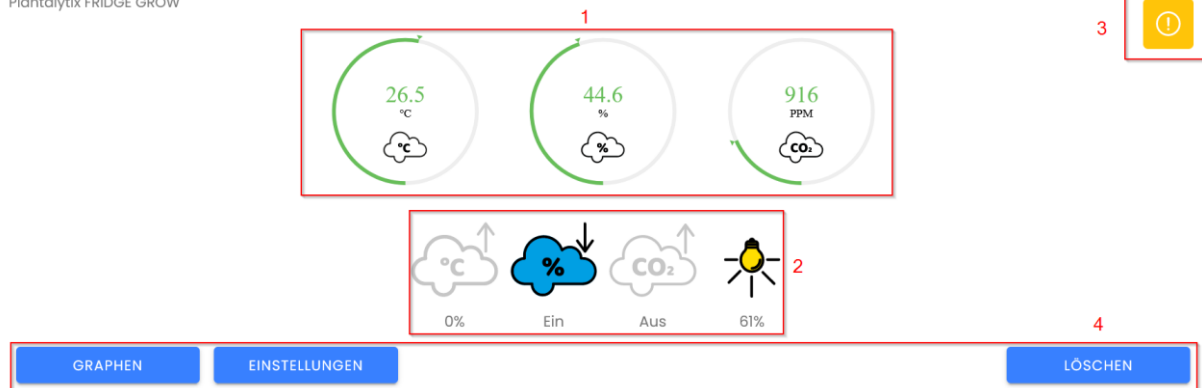 Plantalytix FRIDGE GROW
1
3
26.5
°C
°C
44.6
%
%
916
PPM
CO₂
°C
%
CO₂
2
0%
Ein
Aus
61%
4
GRAPHEN
EINSTELLUNGEN
LÖSCHEN